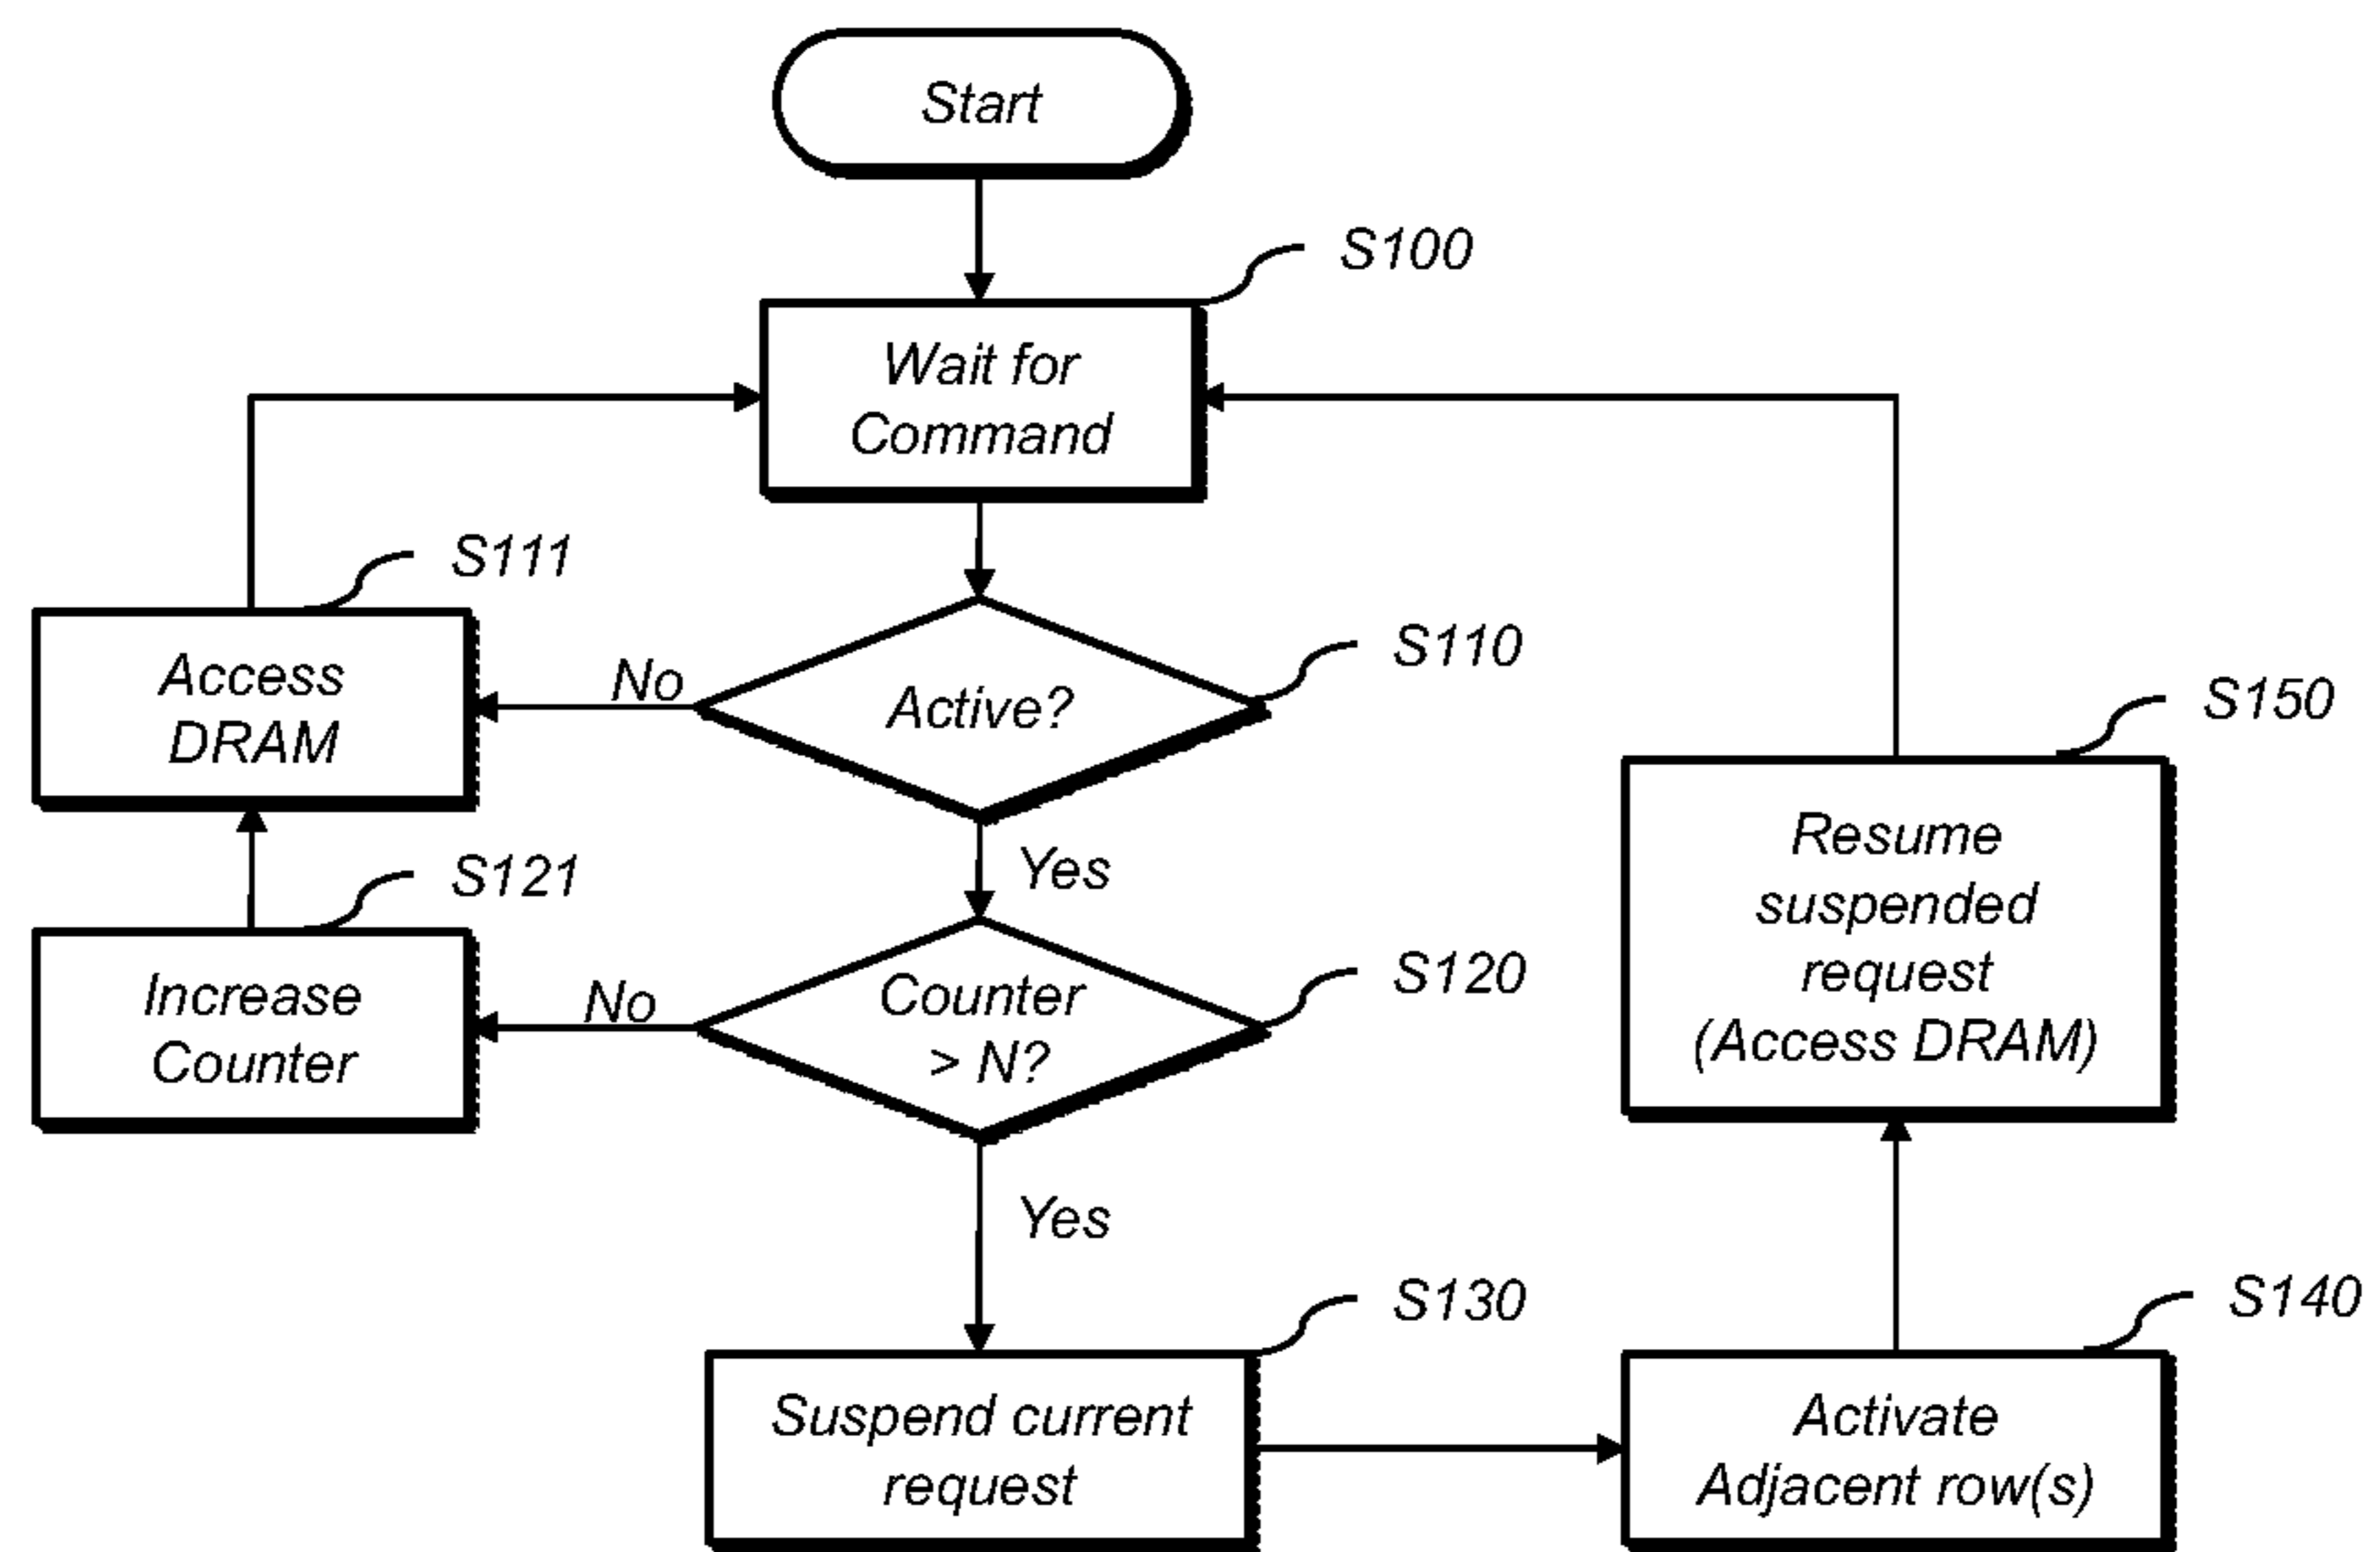 Start
S100
Wait for
Command
S111
S110
Access
DRAM
No
Active?
S150
Yes
Resume
suspended
request
(Access DRAM)
S121
S120
Increase
Counter
No
Counter
> N?
Yes
S130
S140
Suspend current
request
Activate
Adjacent row(s)